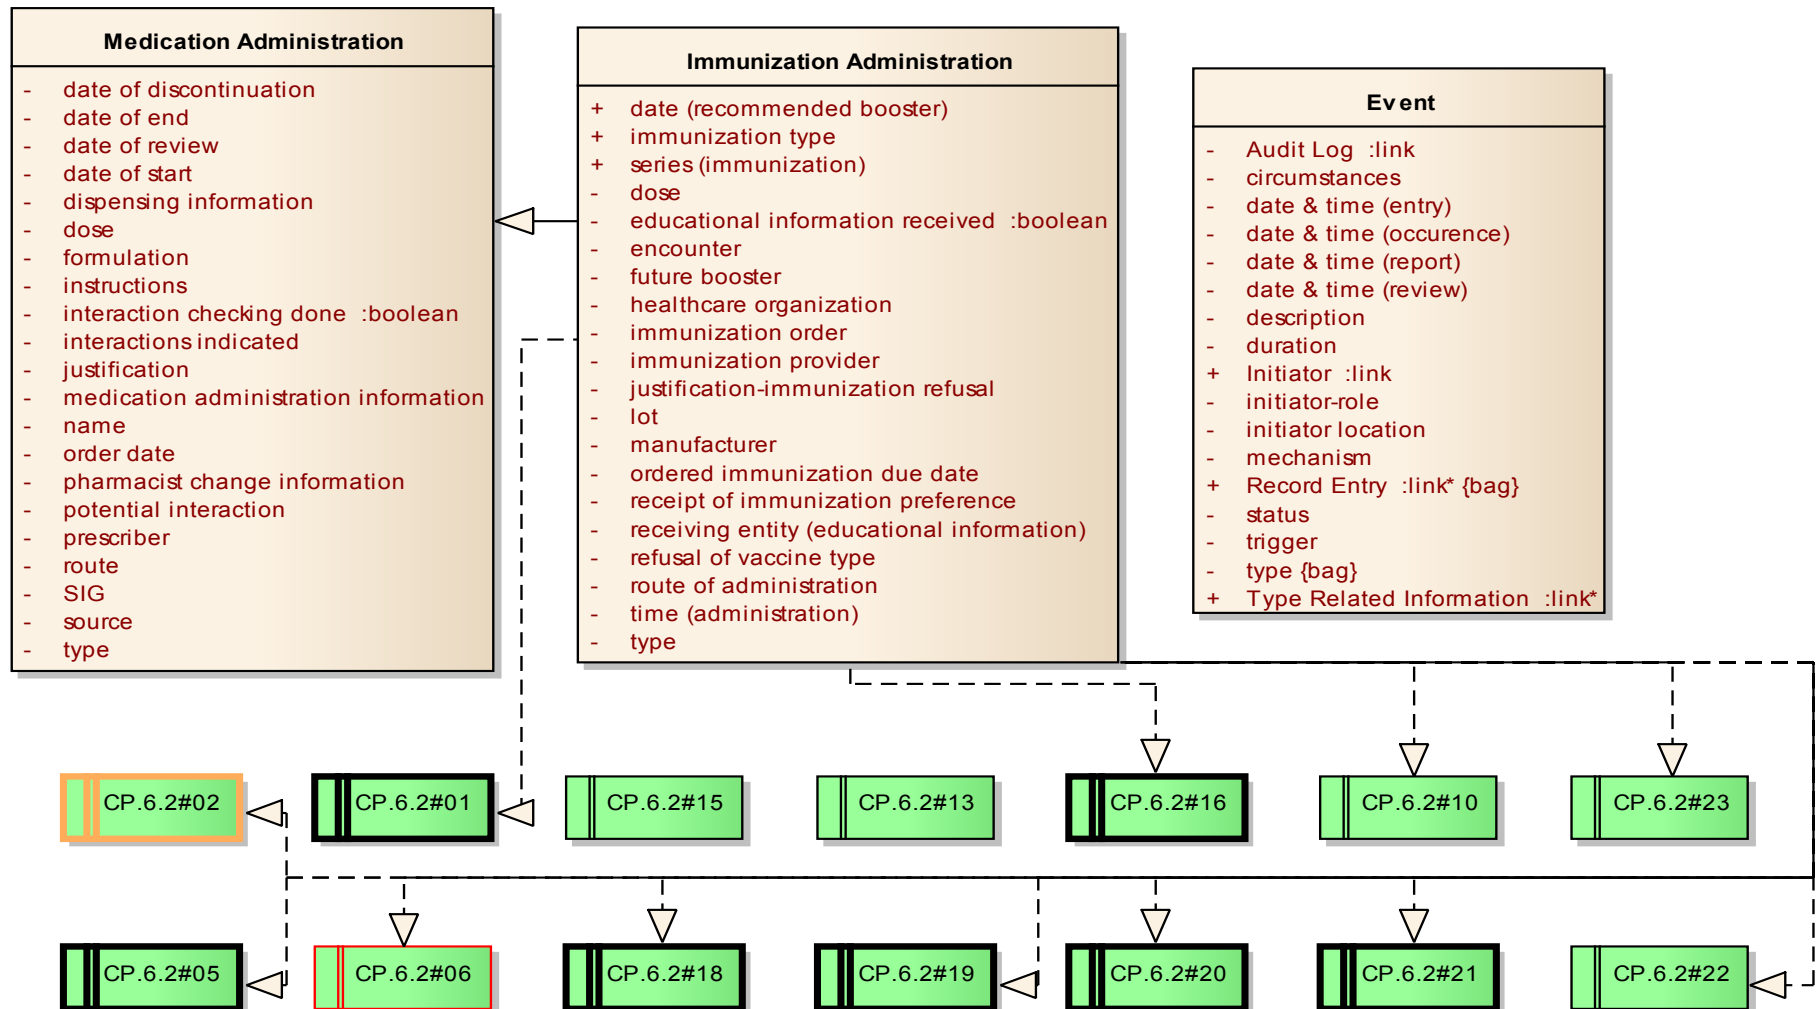 Medication Administration
- date of discontinuation
- date of end
- date of review
- date of start
- dispensing information
- dose
- formulation
- instructions
- interaction checking done :boolean
- interactions indicated
- justification
- medication administration information
- name
- order date
- pharmacist change information
- potential interaction
- prescriber
- route
- SIG
- source
- type
Immunization Administration
+ date (recommended booster)
+ immunization type
+ series (immunization)
- dose
- educational information received :boolean
- encounter
- future booster
- healthcare organization
- immunization order
- immunization provider
- justification-immunization refusal
- lot
- manufacturer
- ordered immunization due date
- receipt of immunization preference
- receiving entity (educational information)
- refusal of vaccine type
- route of administration
- time (administration)
- type
Event
- Audit Log :link
- circumstances
- date & time (entry)
- date & time (occurence)
- date & time (report)
- date & time (review)
- description
- duration
+ Initiator :link
- initiator-role
- initiator location
- mechanism
+ Record Entry :link* {bag}
- status
- trigger
- type {bag}
+ Type Related Information :link*
CP.6.2#02
CP.6.2#01
CP.6.2#15
CP.6.2#13
CP.6.2#16
CP.6.2#10
CP.6.2#23
CP.6.2#05
CP.6.2#06
CP.6.2#18
CP.6.2#19
CP.6.2#20
CP.6.2#21
CP.6.2#22